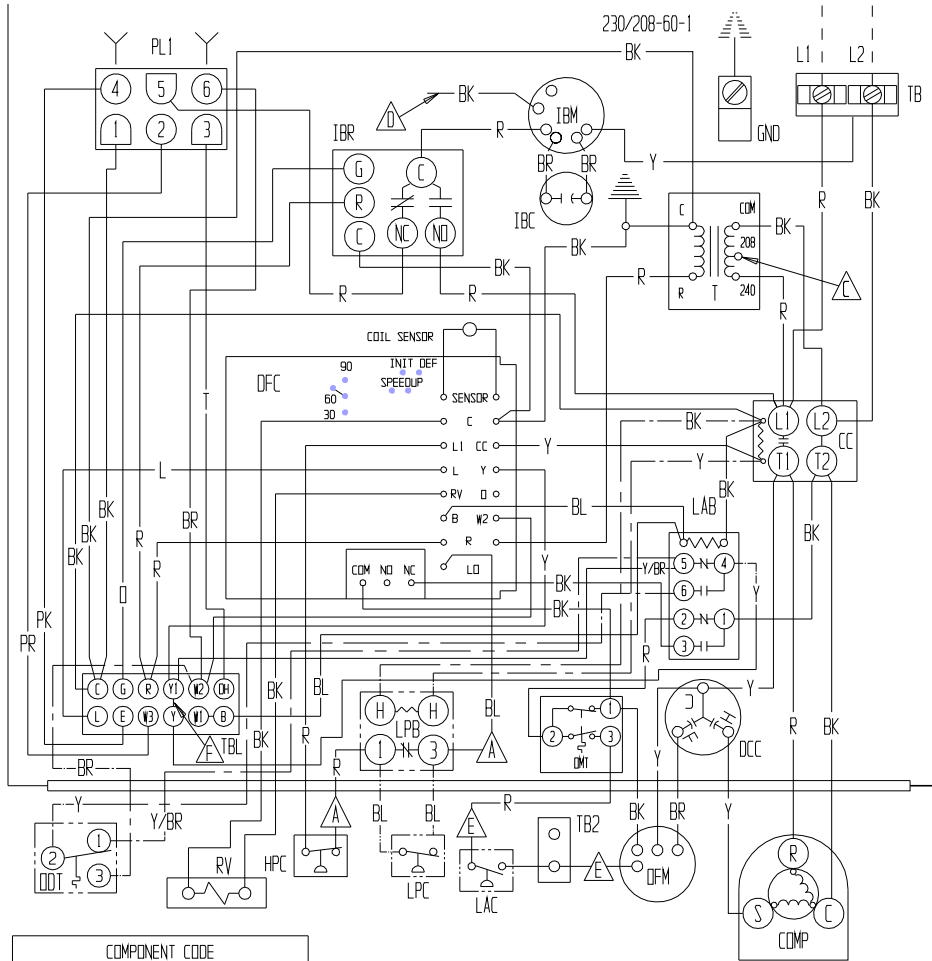 230/208-60-1
PL1
BK
L1
L2
4
5
6
TB
D
BK
IBM
1
2
3
IBR
R
GND
G
C
BR
BR
Y
R
IBC
R
BK
C
COM
C
NC
NO
BK
208
BK
BK
R
C
R
R
R
T
240
COIL SENSOR
R
90
INIT DEF
DFC
SPEEDUP
60
SENSOR
30
C
BK
L1
L2
L1
CC
Y
CC
L
L
Y
Y
T1
T2
RV
O
BK
BK
BK
BR
B
W2
BL
LAB
BK
R
R
R
LO
Y
Y/BR
5
N
4
COM
NO
NC
BK
6
Y
BK
O
BK
2
N
1
PK
3
R
PR
C
G
R
Y1
W2
DH
BK
BL
H
H
Y
J
L
E
W3
Y
W1
B
LPB
1
F
H
R
BK
F
TBL
BK
R
1
N
3
A
BL
2
3
Y
DCC
OMT
BR
R
Y
Y/BR
A
BL
BL
E
R
TB2
BK
BR
Y
1
2
3
ODT
RV
HPC
LPC
LAC
E
OFM
R
S
C
COMP
COMPONENT CODE